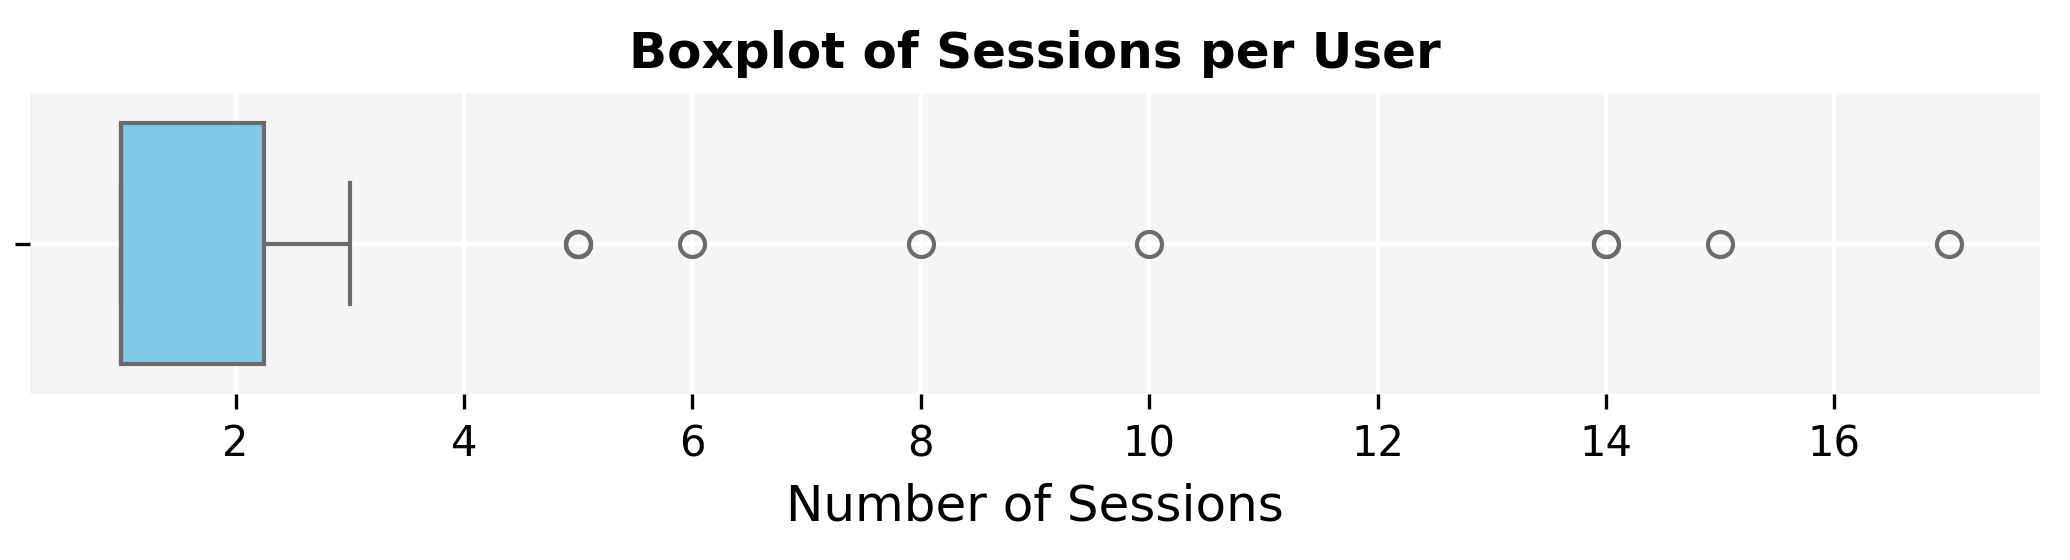 Boxplot of Sessions per User
2 4 6 8 10 12 14 16
Number of Sessions